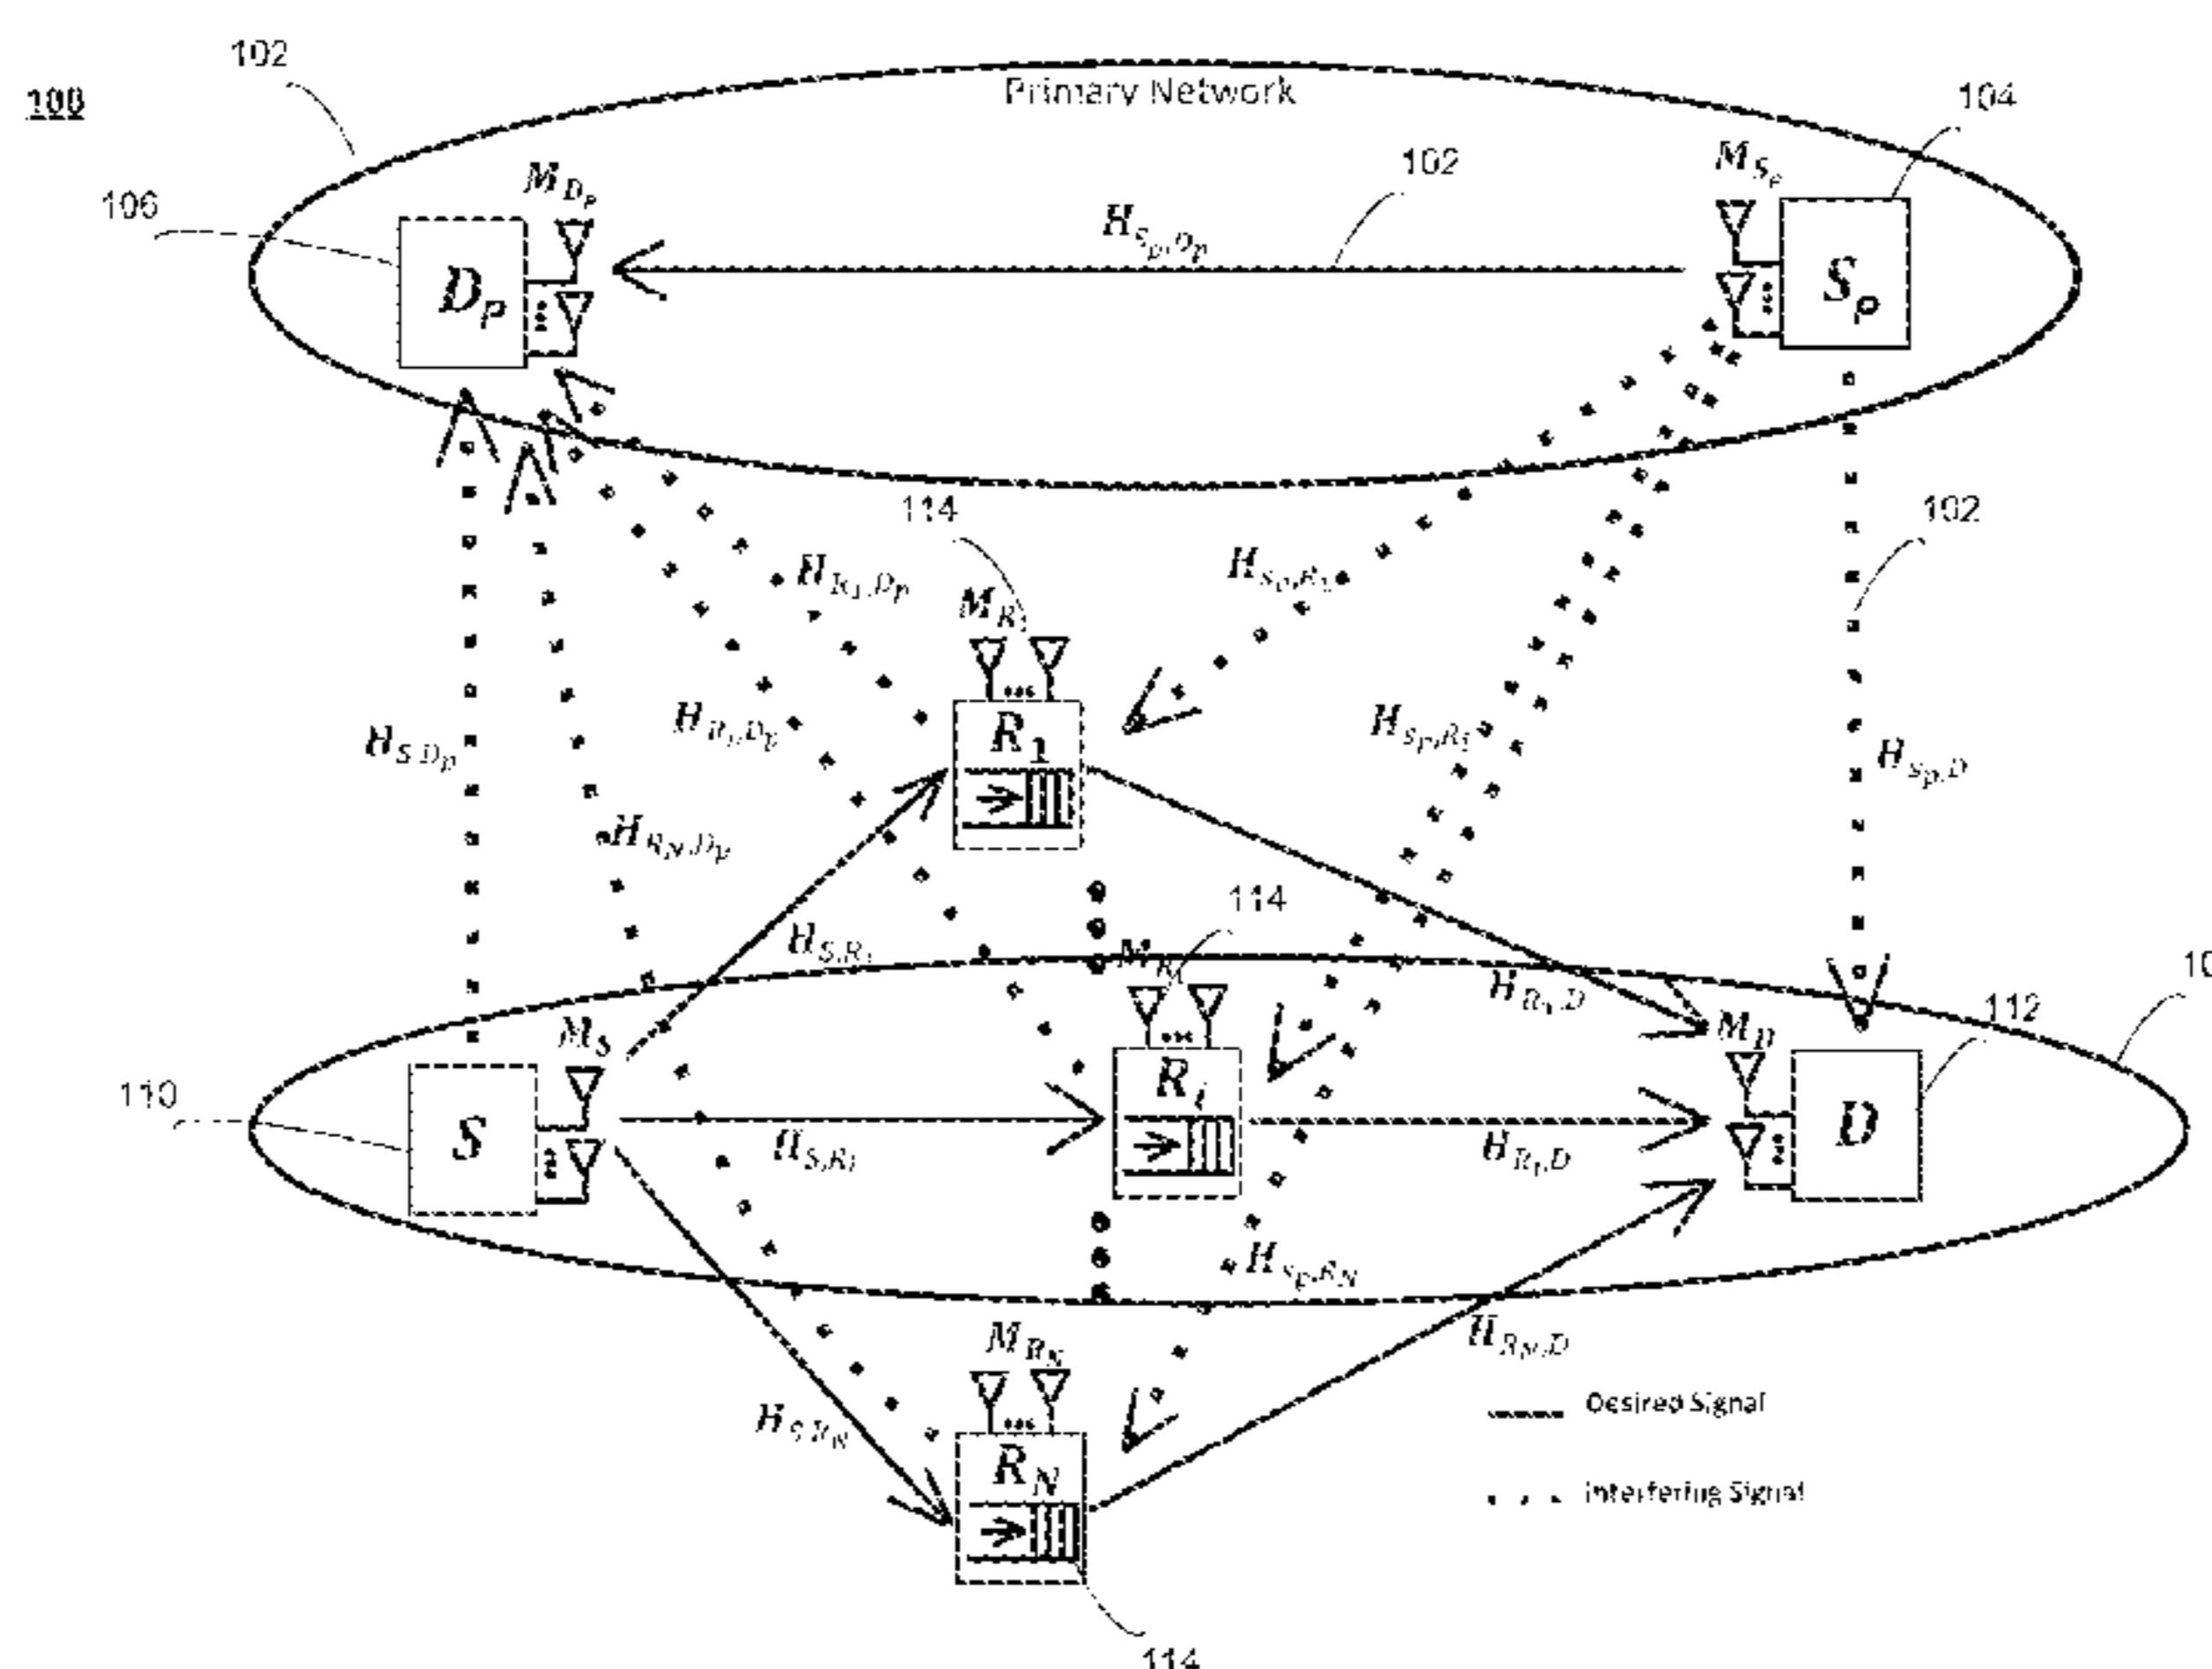 100
102
Primary Network
104
106
M_{D_P}
H_{S_p,D_p}
102
M_{S_P}
D_P
S_P
114
102
H_{R_1,D_p}
M_{R_1}
H_{S_p,R_1}
H_{R_i,D_p}
R_1
H_{S_p,R_i}
H_{S,D_p}
H_{S_p,D}
H_{R_N,D_p}
114
H_{S,R_1}
M_{R_i}
H_{R_1,D}
112
M_S
M_D
110
S
R_i
D
H_{S,R_i}
H_{R_i,D}
H_{S_p,R_N}
M_{R_N}
H_{R_N,D}
H_{S,R_N}
R_N
Desired Signal
Interfering Signal
114